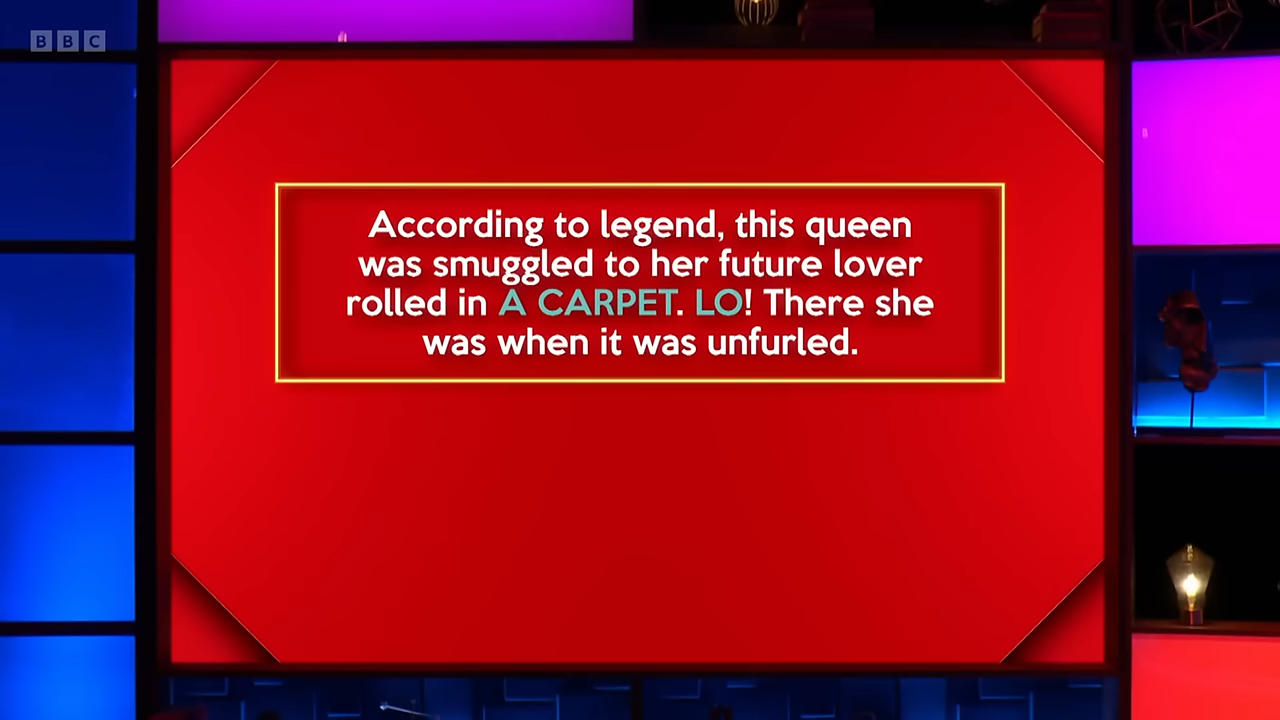 BBC
According to legend, this queen
was smuggled to her future lover
rolled in A CARPET. LO! There she
was when it was unfurled.